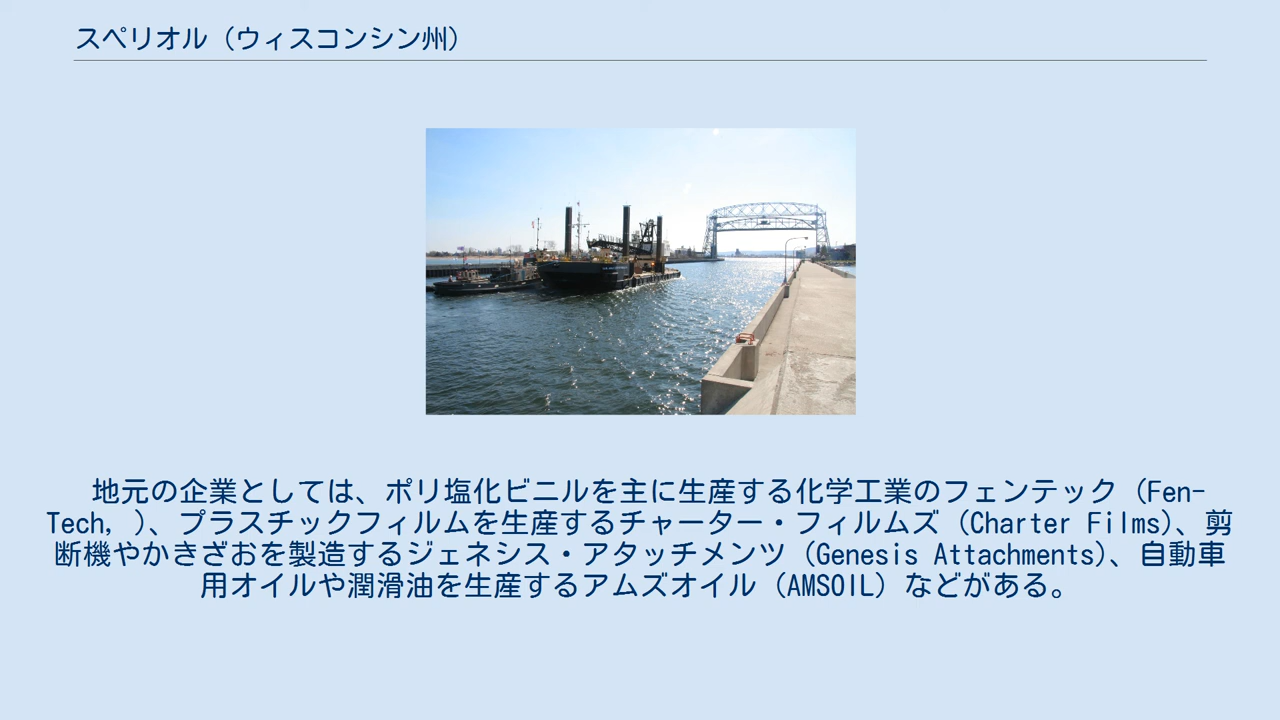 スペリオル（ウィスコンシン州）
地元の企業としては、ポリ塩化ビニルを主に生産する化学工業のフェンテック（Fen-
Tech, ）、プラスチックフィルムを生産するチャーター・フィルムズ（Charter Films）、剪
断機やかきざおを製造するジェネシス・アタッチメンツ（Genesis Attachments）、自動車
用オイルや潤滑油を生産するアムズオイル（AMSOIL）などがある。